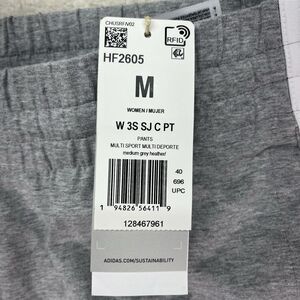 CHUSRFIV02
RFID
HF2605
M
WOMEN / MUJER
W 3S SJ C PT
PANTS
MULTI SPORT MULTI DEPORTE
medium grey heather/
40
696
UPC
1 94826 56411 9
128467961
ADIDAS.COM/SUSTAINABILITY